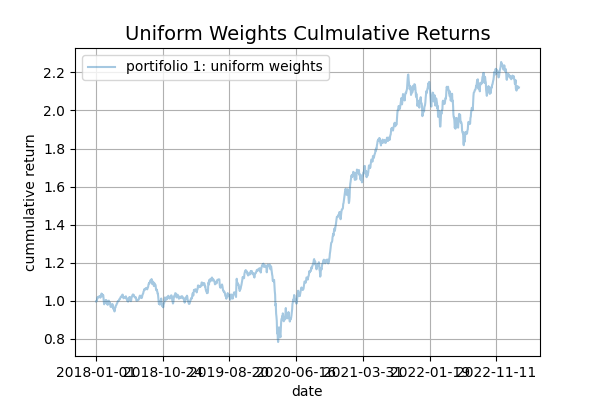 Uniform Weights Culmulative Returns
portifolio 1: uniform weights
cummulative return
2.2
2.0
1.8
1.6
1.4
1.2
1.0
0.8
2018-01-01 2018-10-24 2019-08-20 2020-06-16 2021-03-31 2022-01-19 2022-11-11
date